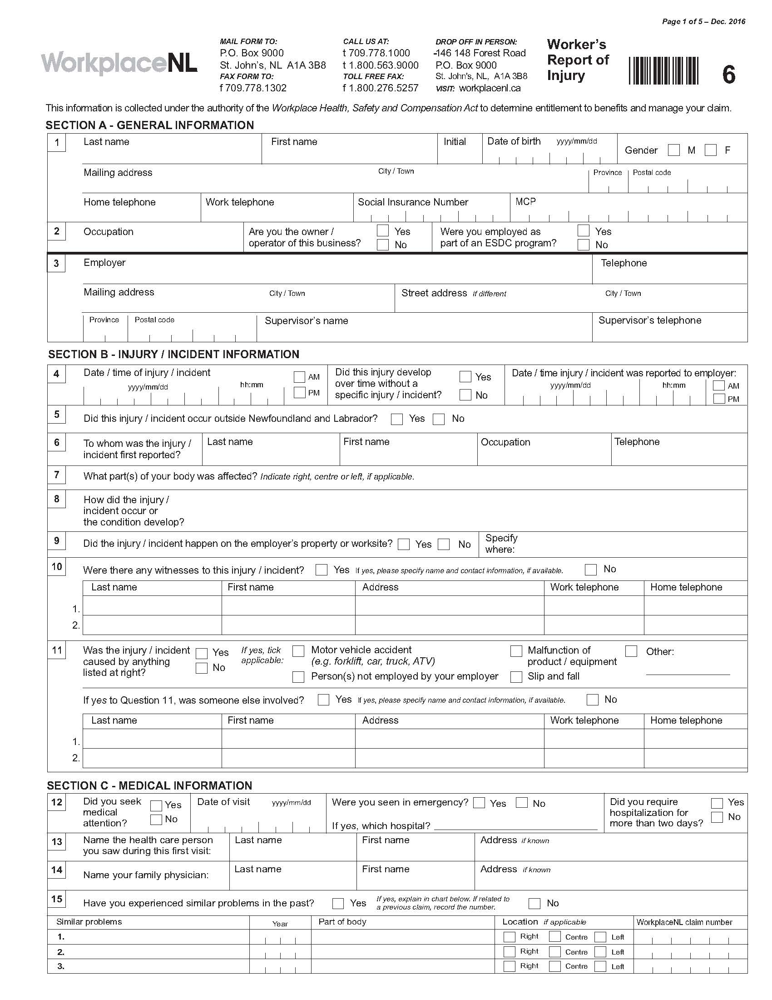 Page 1 of 5 – Dec. 2016
WorkplaceNL
MAIL FORM TO:
P.O. Box 9000
St. John’s, NL A1A 3B8
FAX FORM TO:
f 709.778.1302
CALL US AT:
t 709.778.1000
t 1.800.563.9000
TOLL FREE FAX:
f 1.800.276.5257
DROP OFF IN PERSON:
-146 148 Forest Road
P.O. Box 9000
St. John's, NL, A1A 3B8
VISIT: workplacenl.ca
Worker’s
Report of
Injury
6
This information is collected under the authority of the Workplace Health, Safety and Compensation Act to determine entitlement to benefits and manage your claim.
SECTION A - GENERAL INFORMATION
1 Last name First name Initial Date of birth yyyy/mm/dd Gender M F
Mailing address City / Town Province Postal code
Home telephone Work telephone Social Insurance Number MCP
2 Occupation Are you the owner / Yes Were you employed as Yes
operator of this business? No part of an ESDC program? No
3 Employer Telephone
Mailing address City / Town Street address if different City / Town
Province Postal code Supervisor’s name Supervisor’s telephone
SECTION B - INJURY / INCIDENT INFORMATION
4 Date / time of injury / incident
yyyy/mm/dd hh:mm
AM
PM
Did this injury develop
over time without a
specific injury / incident?
Yes
No
Date / time injury / incident was reported to employer:
yyyy/mm/dd hh:mm AM
PM
5 Did this injury / incident occur outside Newfoundland and Labrador? Yes No
6 To whom was the injury /
incident first reported?
Last name First name Occupation Telephone
7 What part(s) of your body was affected? Indicate right, centre or left, if applicable.
8 How did the injury /
incident occur or
the condition develop?
9 Did the injury / incident happen on the employer’s property or worksite? Yes No Specify
where:
10 Were there any witnesses to this injury / incident? Yes If yes, please specify name and contact information, if available. No
Last name First name Address Work telephone Home telephone
1.
2.
11 Was the injury / incident
caused by anything
listed at right?
Yes
No
If yes, tick
applicable:
Motor vehicle accident
(e.g. forklift, car, truck, ATV)
Person(s) not employed by your employer
Malfunction of
product / equipment
Slip and fall
Other:
If yes to Question 11, was someone else involved? Yes If yes, please specify name and contact information, if available. No
Last name First name Address Work telephone Home telephone
1.
2.
SECTION C - MEDICAL INFORMATION
12 Did you seek
medical
attention?
Yes
No
Date of visit yyyy/mm/dd
Were you seen in emergency? Yes No
If yes, which hospital?
Did you require
hospitalization for
more than two days?
Yes
No
13 Name the health care person
you saw during this first visit:
Last name First name Address if known
14 Name your family physician:
Last name First name Address if known
15 Have you experienced similar problems in the past? Yes
If yes, explain in chart below. If related to
a previous claim, record the number.
No
Similar problems Year Part of body Location if applicable WorkplaceNL claim number
1. Right Centre Left
2. Right Centre Left
3. Right Centre Left